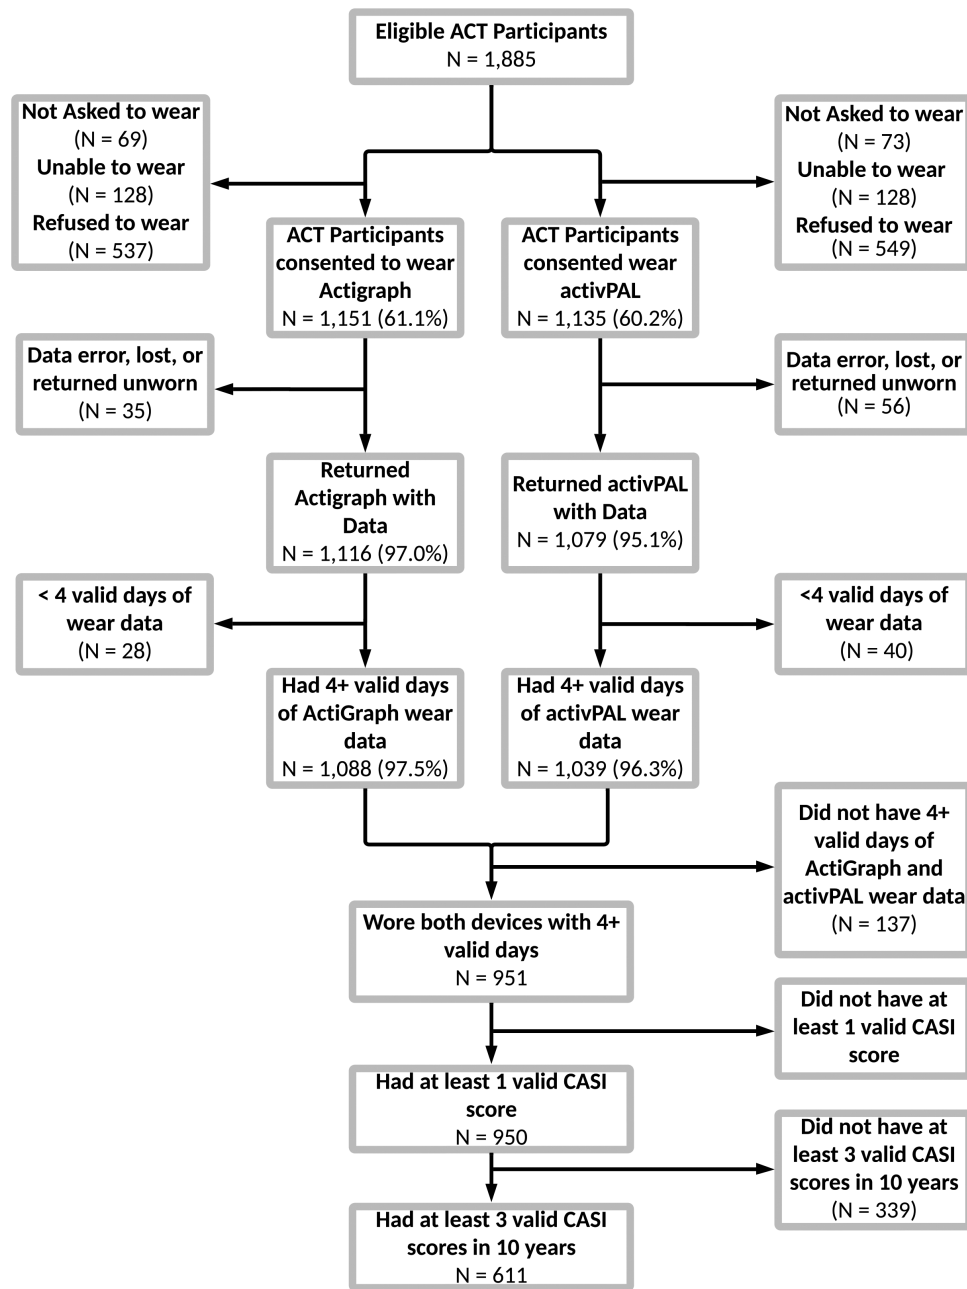 Eligible ACT Participants
N = 1,885
Not Asked to wear
(N = 69)
Unable to wear
(N = 128)
Refused to wear
(N = 537)
Not Asked to wear
(N = 73)
Unable to wear
(N = 128)
Refused to wear
(N = 549)
ACT Participants
consented to wear
Actigraph
N = 1,151 (61.1%)
ACT Participants
consented wear
activPAL
N = 1,135 (60.2%)
Data error, lost, or
returned unworn
(N = 35)
Data error, lost, or
returned unworn
(N = 56)
Returned
Actigraph with
Data
N = 1,116 (97.0%)
Returned activPAL
with Data
N = 1,079 (95.1%)
< 4 valid days of
wear data
(N = 28)
<4 valid days of
wear data
(N = 40)
Had 4+ valid days
of ActiGraph wear
data
N = 1,088 (97.5%)
Had 4+ valid days
of activPAL wear
data
N = 1,039 (96.3%)
Did not have 4+
valid days of
ActiGraph and
activPAL wear data
(N = 137)
Wore both devices with 4+
valid days
N = 951
Did not have at
least 1 valid CASI
score
Had at least 1 valid CASI
score
N = 950
Did not have at
least 3 valid CASI
scores in 10 years
(N = 339)
Had at least 3 valid CASI
scores in 10 years
N = 611